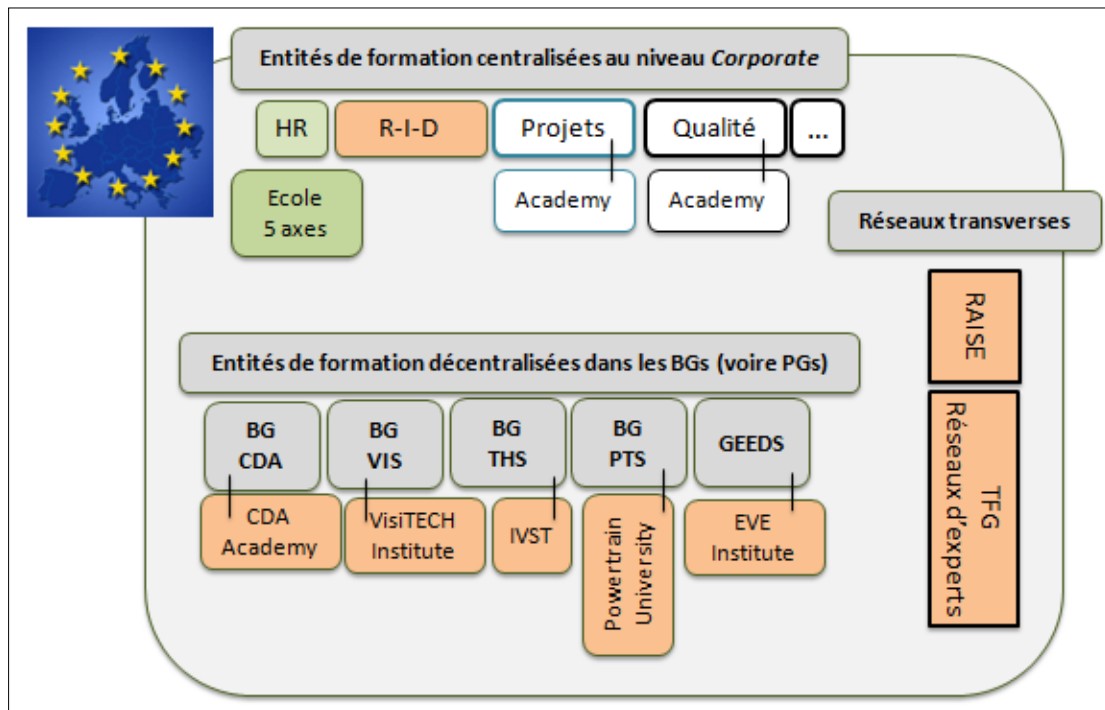 Entités de formation centralisées au niveau Corporate
HR
R-I-D
Projets
Qualité
...
Ecole
5 axes
Academy
Academy
Réseaux transverses
RAISE
TFG
Réseaux d'experts
Entités de formation décentralisées dans les BGs (voire PGs)
BG
CDA
BG
VIS
BG
THS
BG
PTS
GEEDS
CDA
Academy
VisiTECH
Institute
IVST
Powertrain
University
EVE
Institute